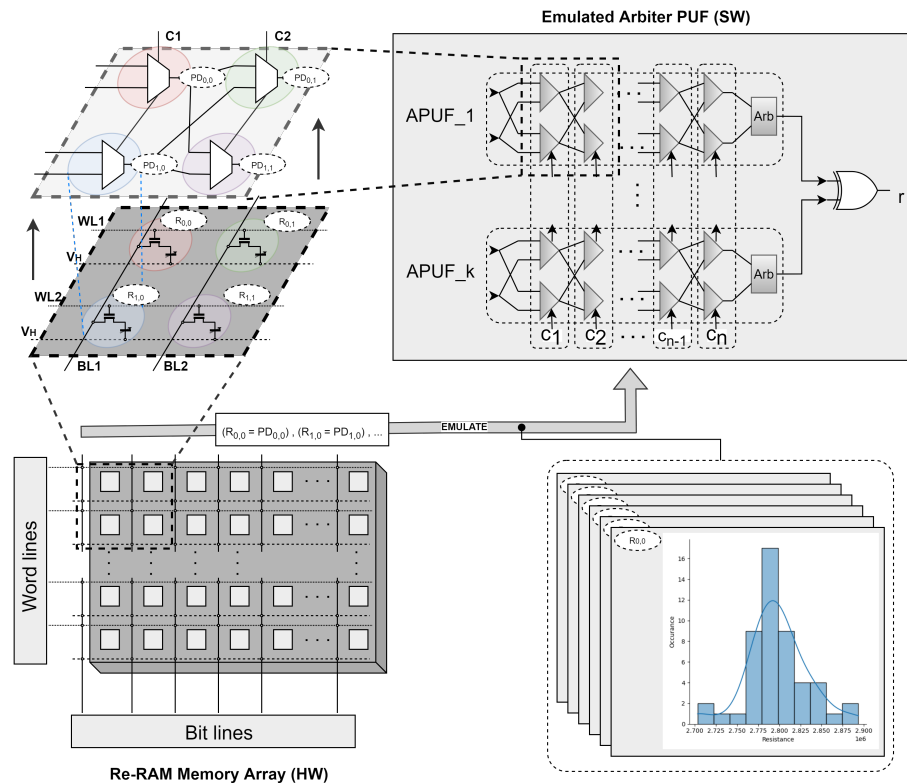 Emulated Arbiter PUF (SW)
C1
C2
PD0,0
PD0,1
PD1,0
PD1,1
APUF_1
Arb
r
APUF_k
Arb
c1
c2
cn-1
cn
WL1
R0,0
R0,1
VH
WL2
R1,0
R1,1
VH
BL1
BL2
(R0,0 = PD0,0) , (R1,0 = PD1,0) , ...
EMULATE
Word lines
Bit lines
Re-RAM Memory Array (HW)
R0,0
Occurance
16
14
12
10
8
6
4
2
0
2.700 2.725 2.750 2.775 2.800 2.825 2.850 2.875 2.900
Resistance
1e6